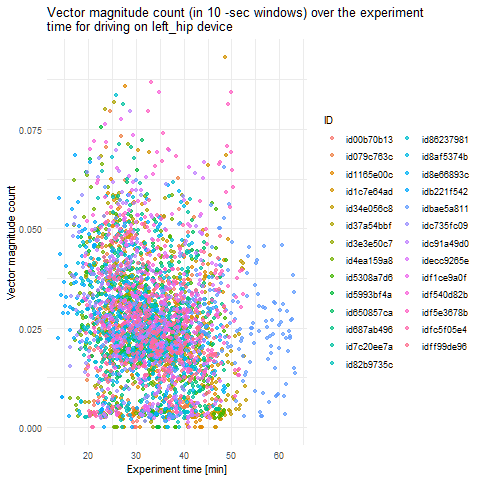 Vector magnitude count (in 10 -sec windows) over the experiment
time for driving on left_hip device
Vector magnitude count
0.075
0.050
0.025
0.000
20 30 40 50 60
Experiment time [min]
ID
id00b70b13
id079c763c
id1165e00c
id1c7e64ad
id34e056c8
id37a54bbf
id3e3e50c7
id4ea159a8
id5308a7d6
id5993bf4a
id650857ca
id687ab496
id7c20ee7a
id82b9735c
id86237981
id8af5374b
id8e66893c
idb221f542
idbae5a811
idc735fc09
idc91a49d0
idecc9265e
idf1ce9a0f
idf540d82b
idf5e3678b
idfc5f05e4
idff99de96